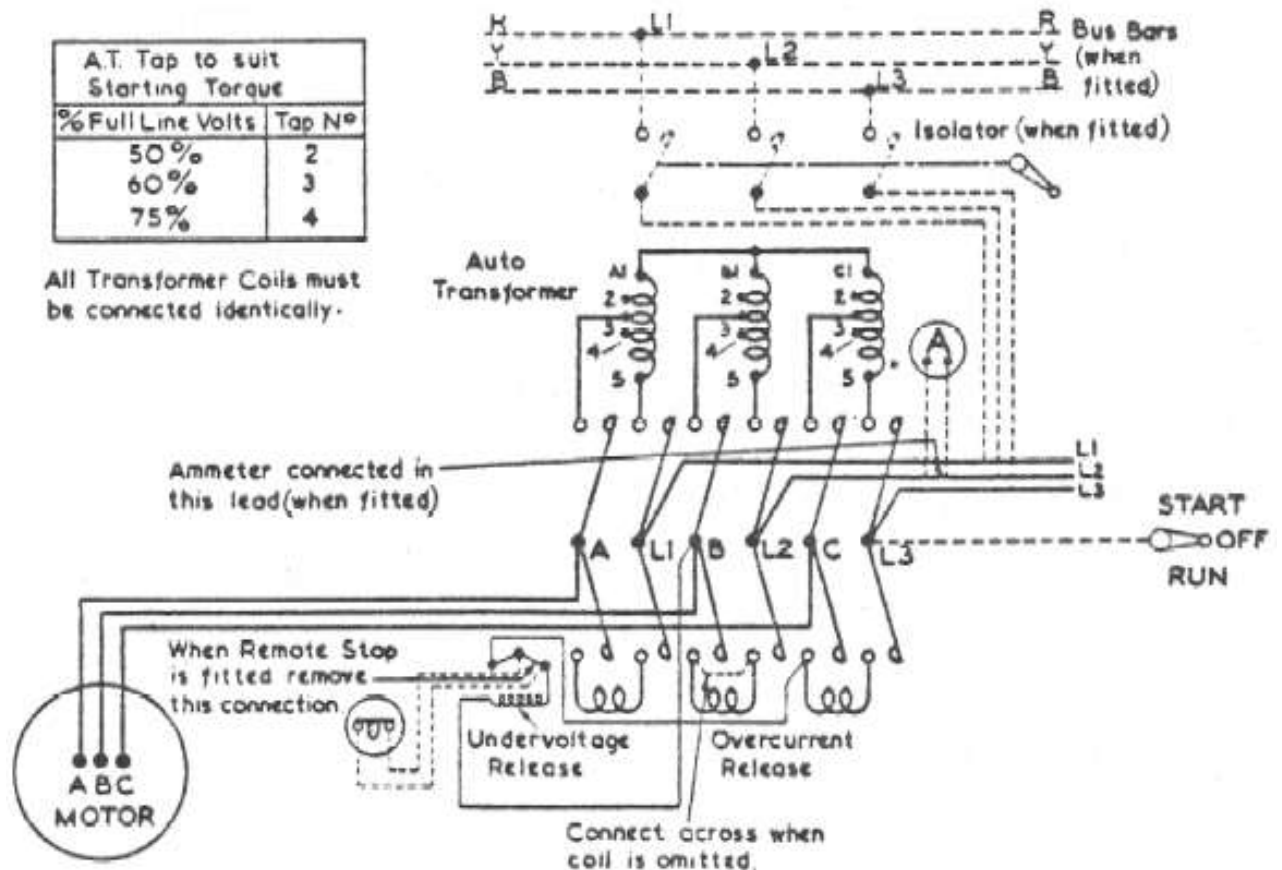 A.T. Tap to suit
Starting Torque
% Full Line Volts Tap Nº
50% 2
60% 3
75% 4
All Transformer Coils must
be connected identically.
R L1 R
Y L2 Y
B L3 B
Bus Bars
(when
fitted)
Isolator (when fitted)
Auto
Transformer
A1 B1 C1
2 2 2
3 3 3
4 4 4
5 5 5
A
Ammeter connected in
this lead (when fitted)
L1
L2
L3
A L1 B L2 C L3
START
OFF
RUN
When Remote Stop
is fitted remove
this connection.
Undervoltage
Release
Overcurrent
Release
Connect across when
coil is omitted.
A B C
MOTOR